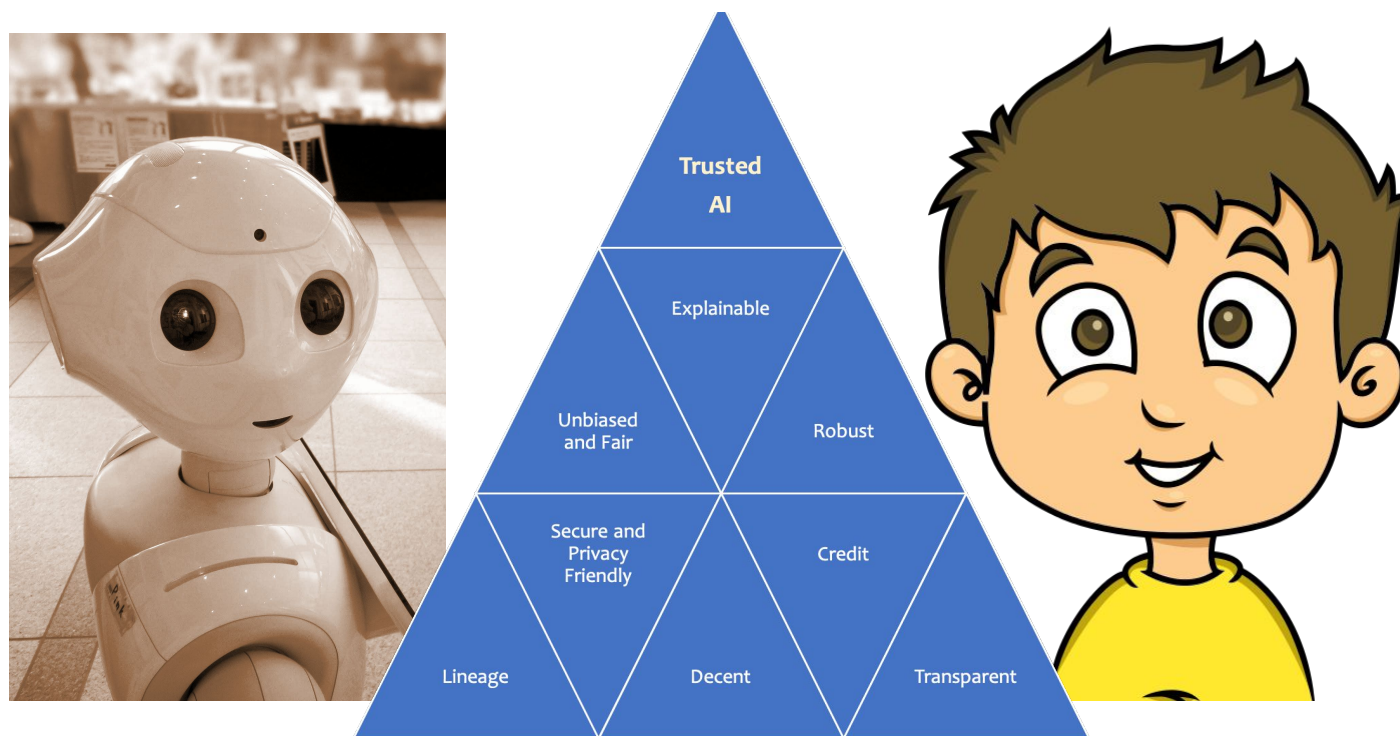 Trusted
AI
Explainable
Unbiased
and Fair
Robust
Secure and
Privacy
Friendly
Credit
Lineage
Decent
Transparent